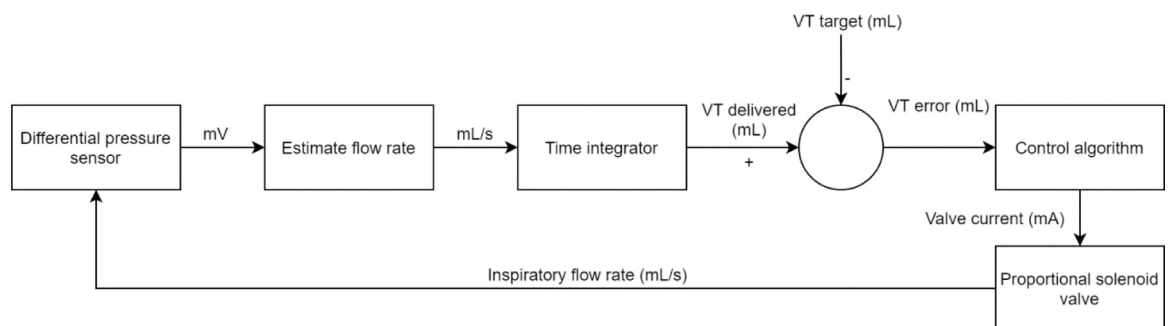 VT target (mL)
-
VT delivered
(mL)
+
VT error (mL)
Differential pressure
sensor
mV
Estimate flow rate
mL/s
Time integrator
Control algorithm
Valve current (mA)
Inspiratory flow rate (mL/s)
Proportional solenoid
valve